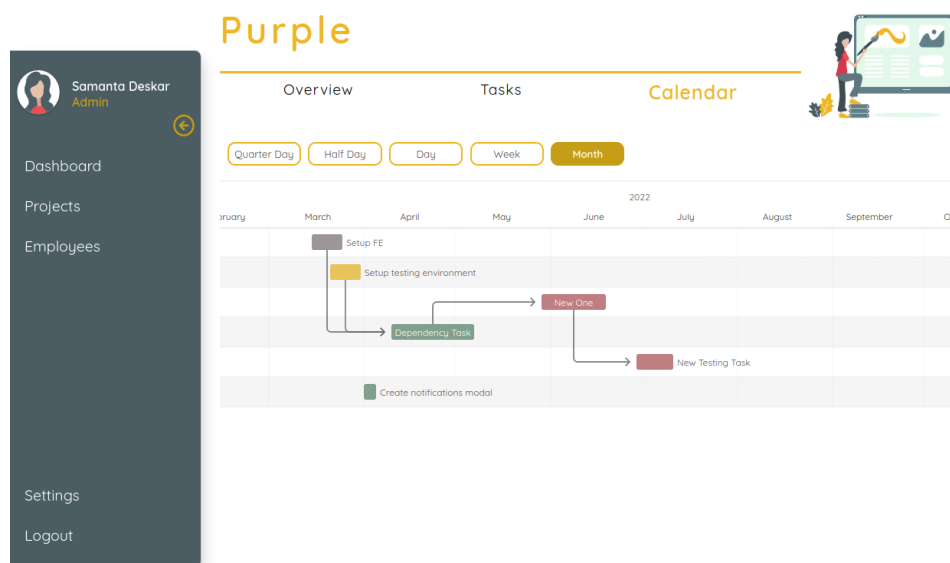 Purple
Samanta Deskar
Admin
Overview Tasks Calendar
Dashboard
Projects
Employees
Settings
Logout
Quarter Day Half Day Day Week Month
2022
bruary March April May June July August September O
Setup FE
Setup testing environment
New One
Dependency Task
New Testing Task
Create notifications modal